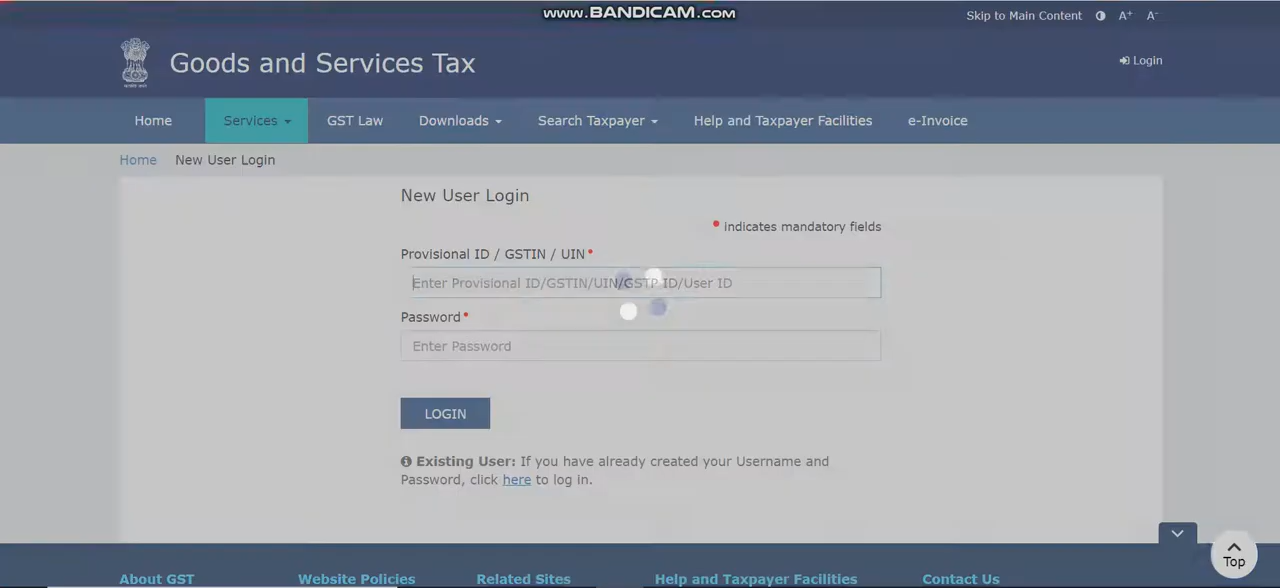 www.BANDICAM.com
Skip to Main Content A+ A-
Goods and Services Tax
Login
Home Services GST Law Downloads Search Taxpayer Help and Taxpayer Facilities e-Invoice
Home New User Login
New User Login
• indicates mandatory fields
Provisional ID / GSTIN / UIN•
Enter Provisional ID/GSTIN/UIN/GSTP ID/User ID
Password•
Enter Password
LOGIN
Existing User: If you have already created your Username and
Password, click here to log in.
Top
About GST Website Policies Related Sites Help and Taxpayer Facilities Contact Us